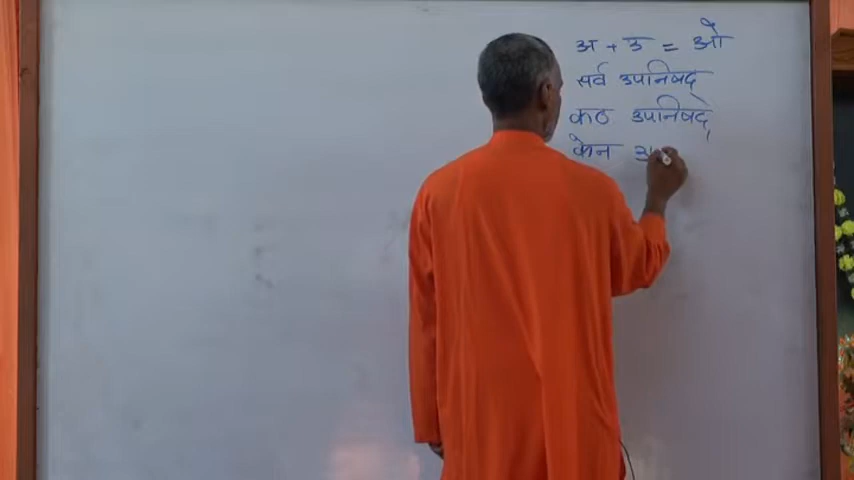 अ + उ = ओ
सर्व उपनिषद्
कठ उपनिषद्
केन